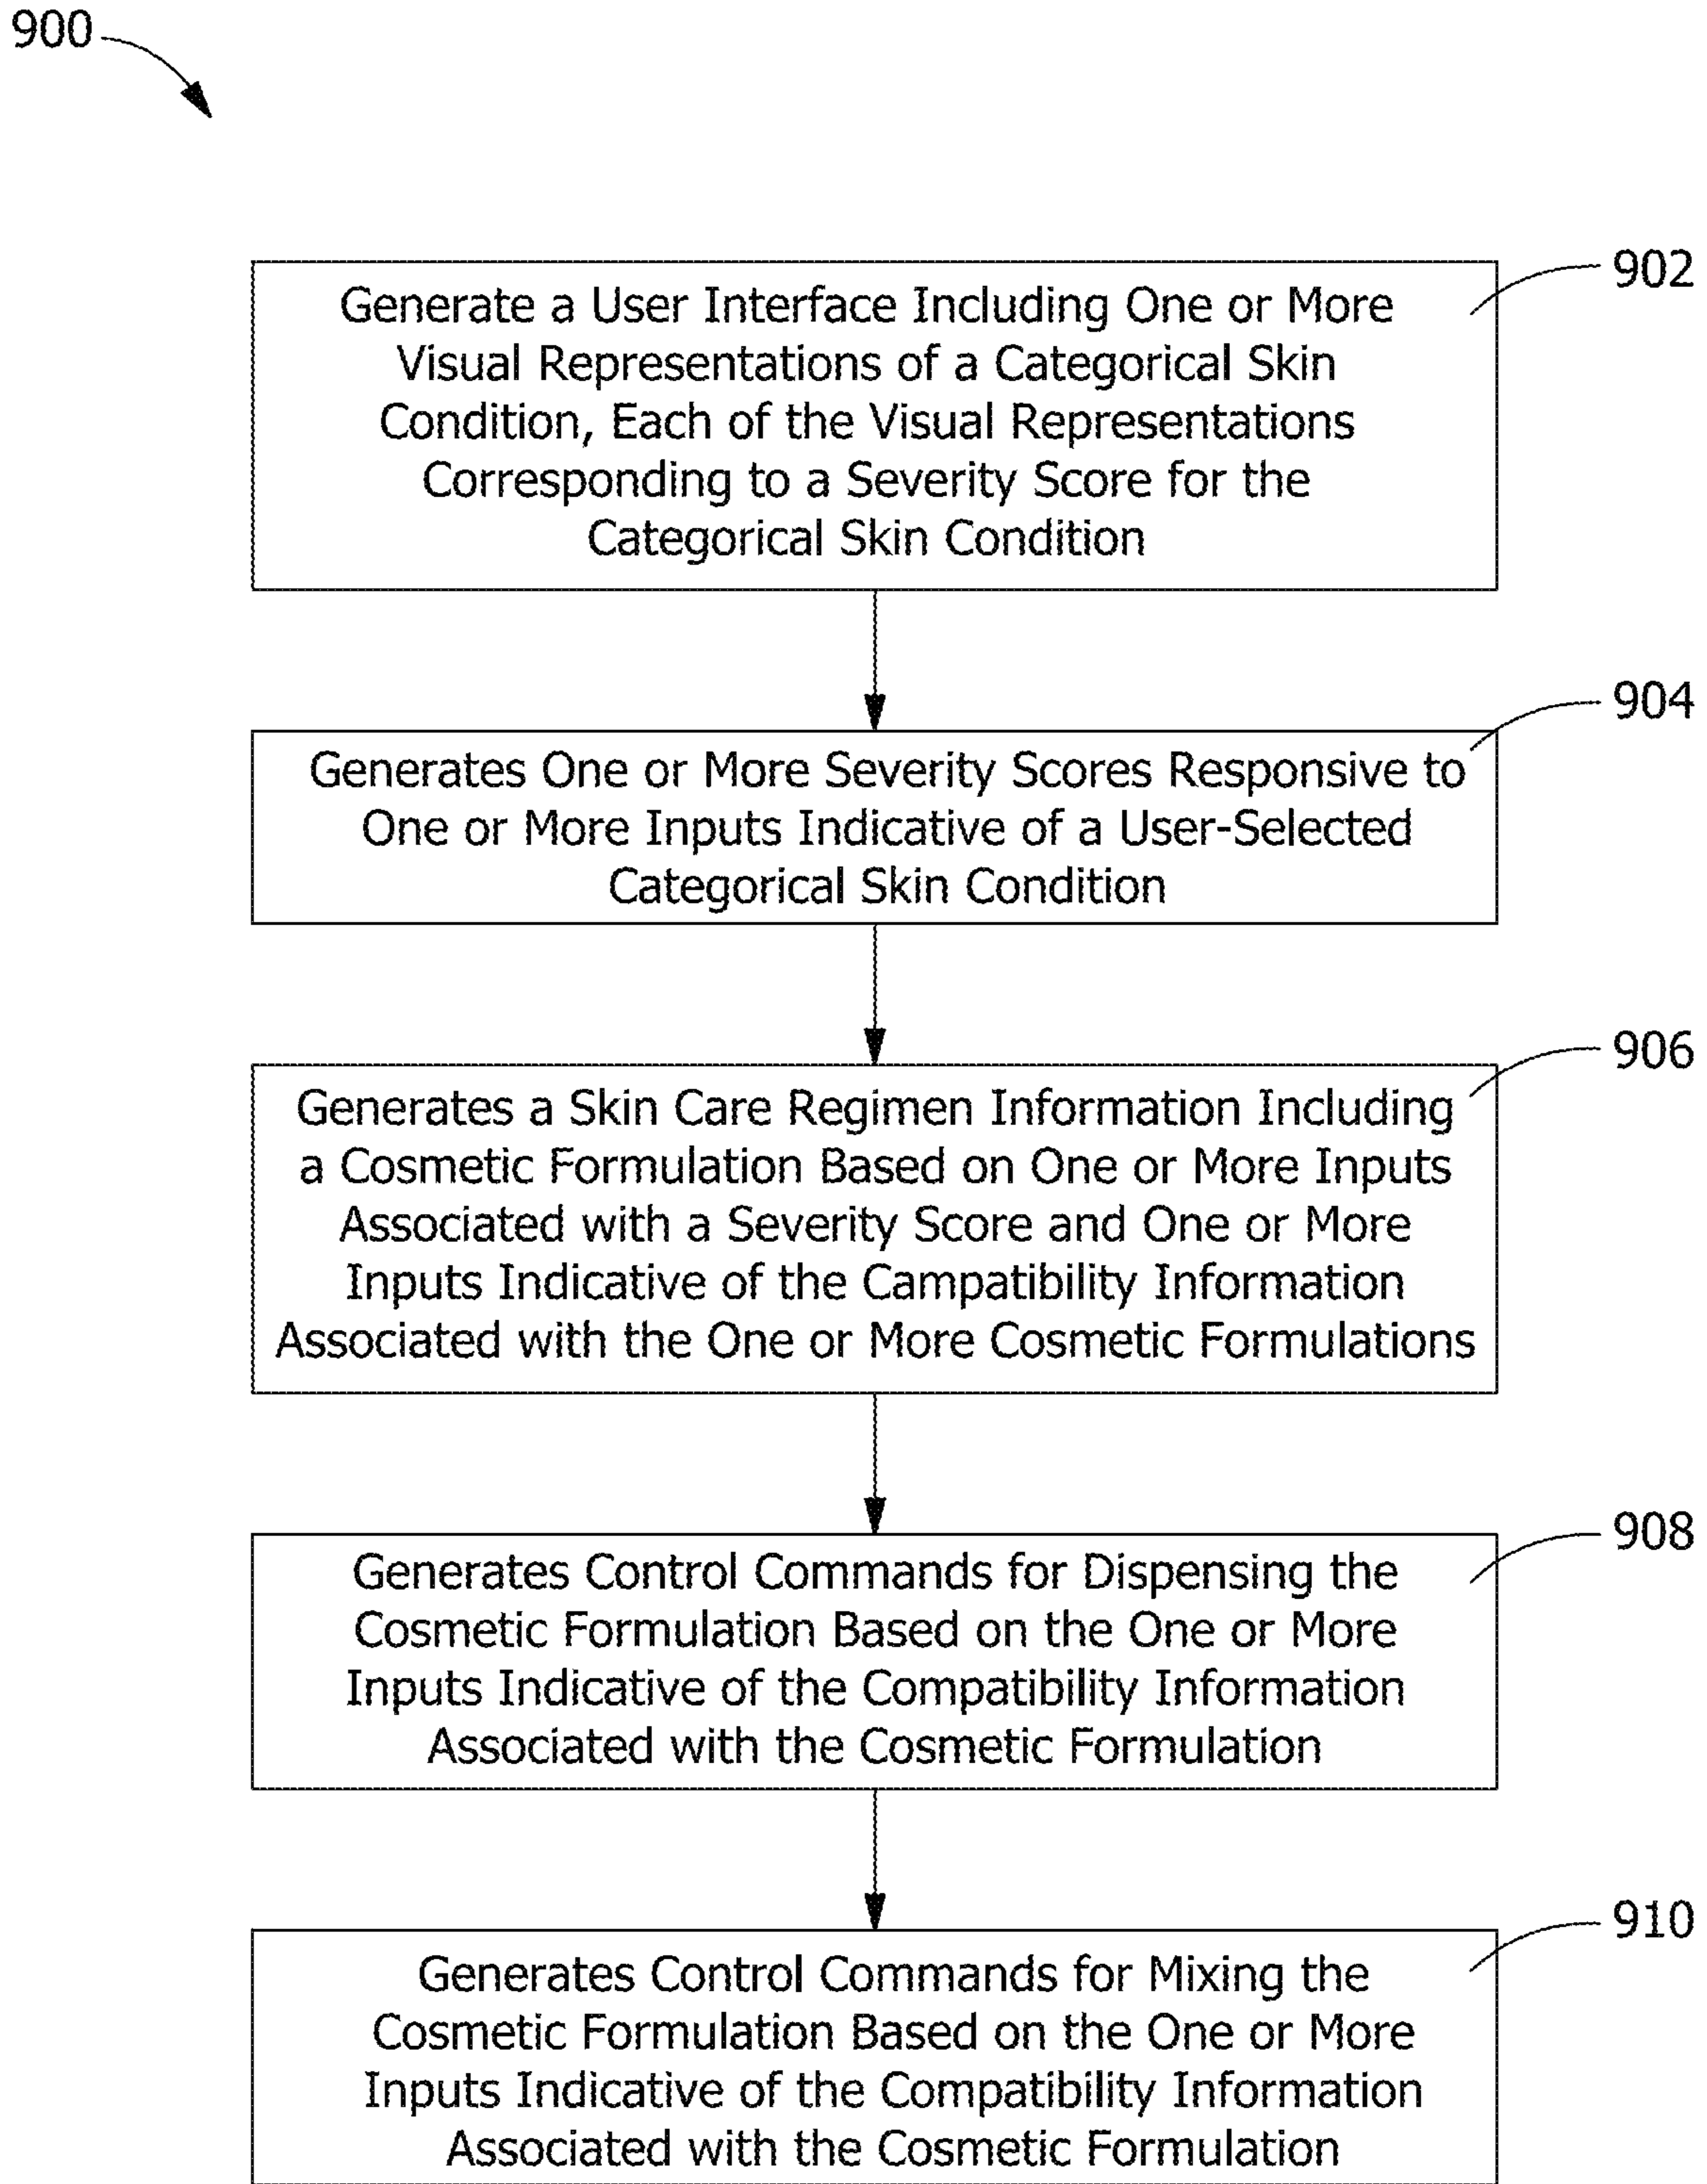 900
902
Generate a User Interface Including One or More
Visual Representations of a Categorical Skin
Condition, Each of the Visual Representations
Corresponding to a Severity Score for the
Categorical Skin Condition
904
Generates One or More Severity Scores Responsive to
One or More Inputs Indicative of a User-Selected
Categorical Skin Condition
906
Generates a Skin Care Regimen Information Including
a Cosmetic Formulation Based on One or More Inputs
Associated with a Severity Score and One or More
Inputs Indicative of the Campatibility Information
Associated with the One or More Cosmetic Formulations
908
Generates Control Commands for Dispensing the
Cosmetic Formulation Based on the One or More
Inputs Indicative of the Compatibility Information
Associated with the Cosmetic Formulation
910
Generates Control Commands for Mixing the
Cosmetic Formulation Based on the One or More
Inputs Indicative of the Compatibility Information
Associated with the Cosmetic Formulation